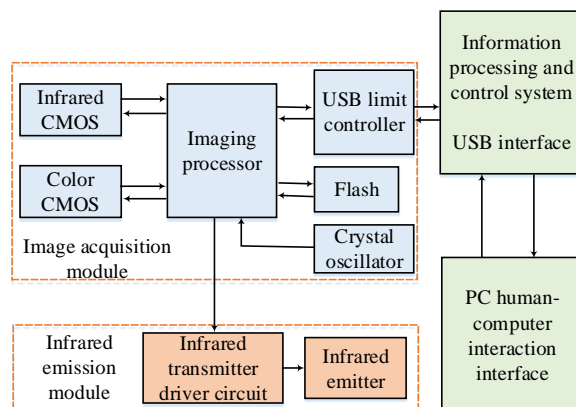 Infrared
CMOS
Color
CMOS
Image acquisition
module
Imaging
processor
USB limit
controller
Flash
Crystal
oscillator
Information
processing and
control system
USB interface
PC human-
computer
interaction
interface
Infrared
emission
module
Infrared
transmitter
driver circuit
Infrared
emitter